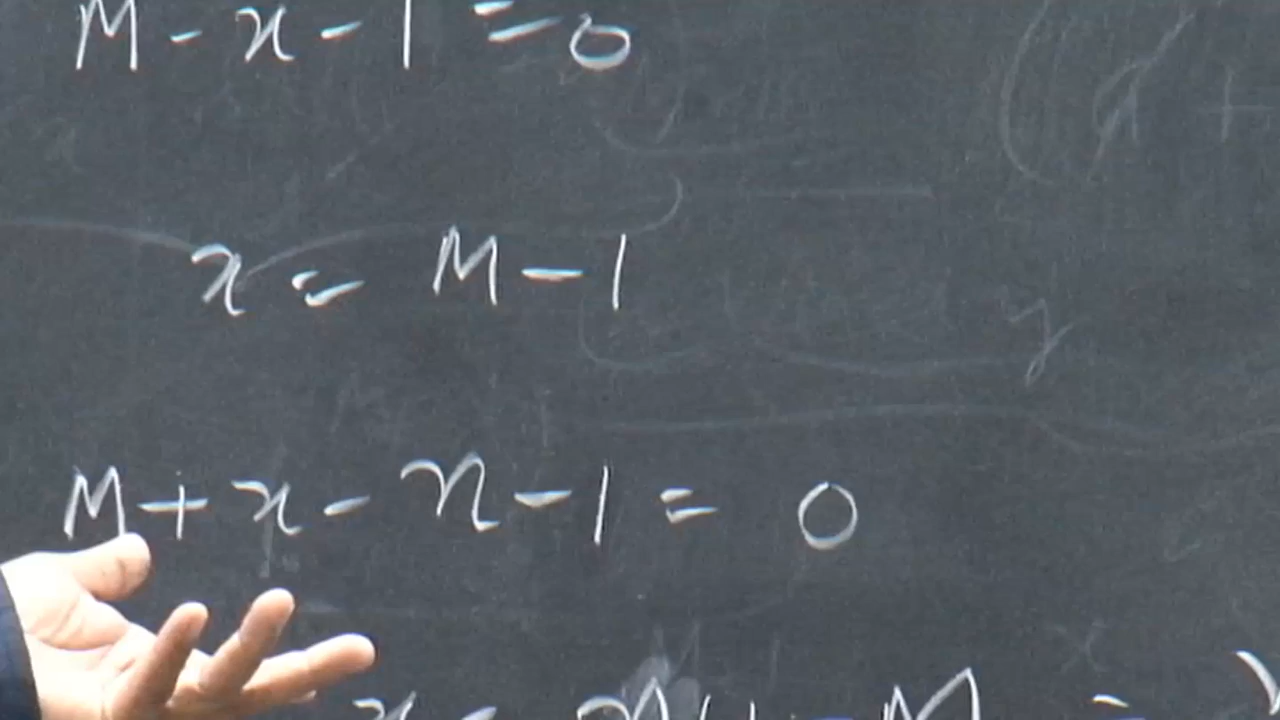 M - x - 1 = 0
x = M - 1
M + x - n - 1 = 0